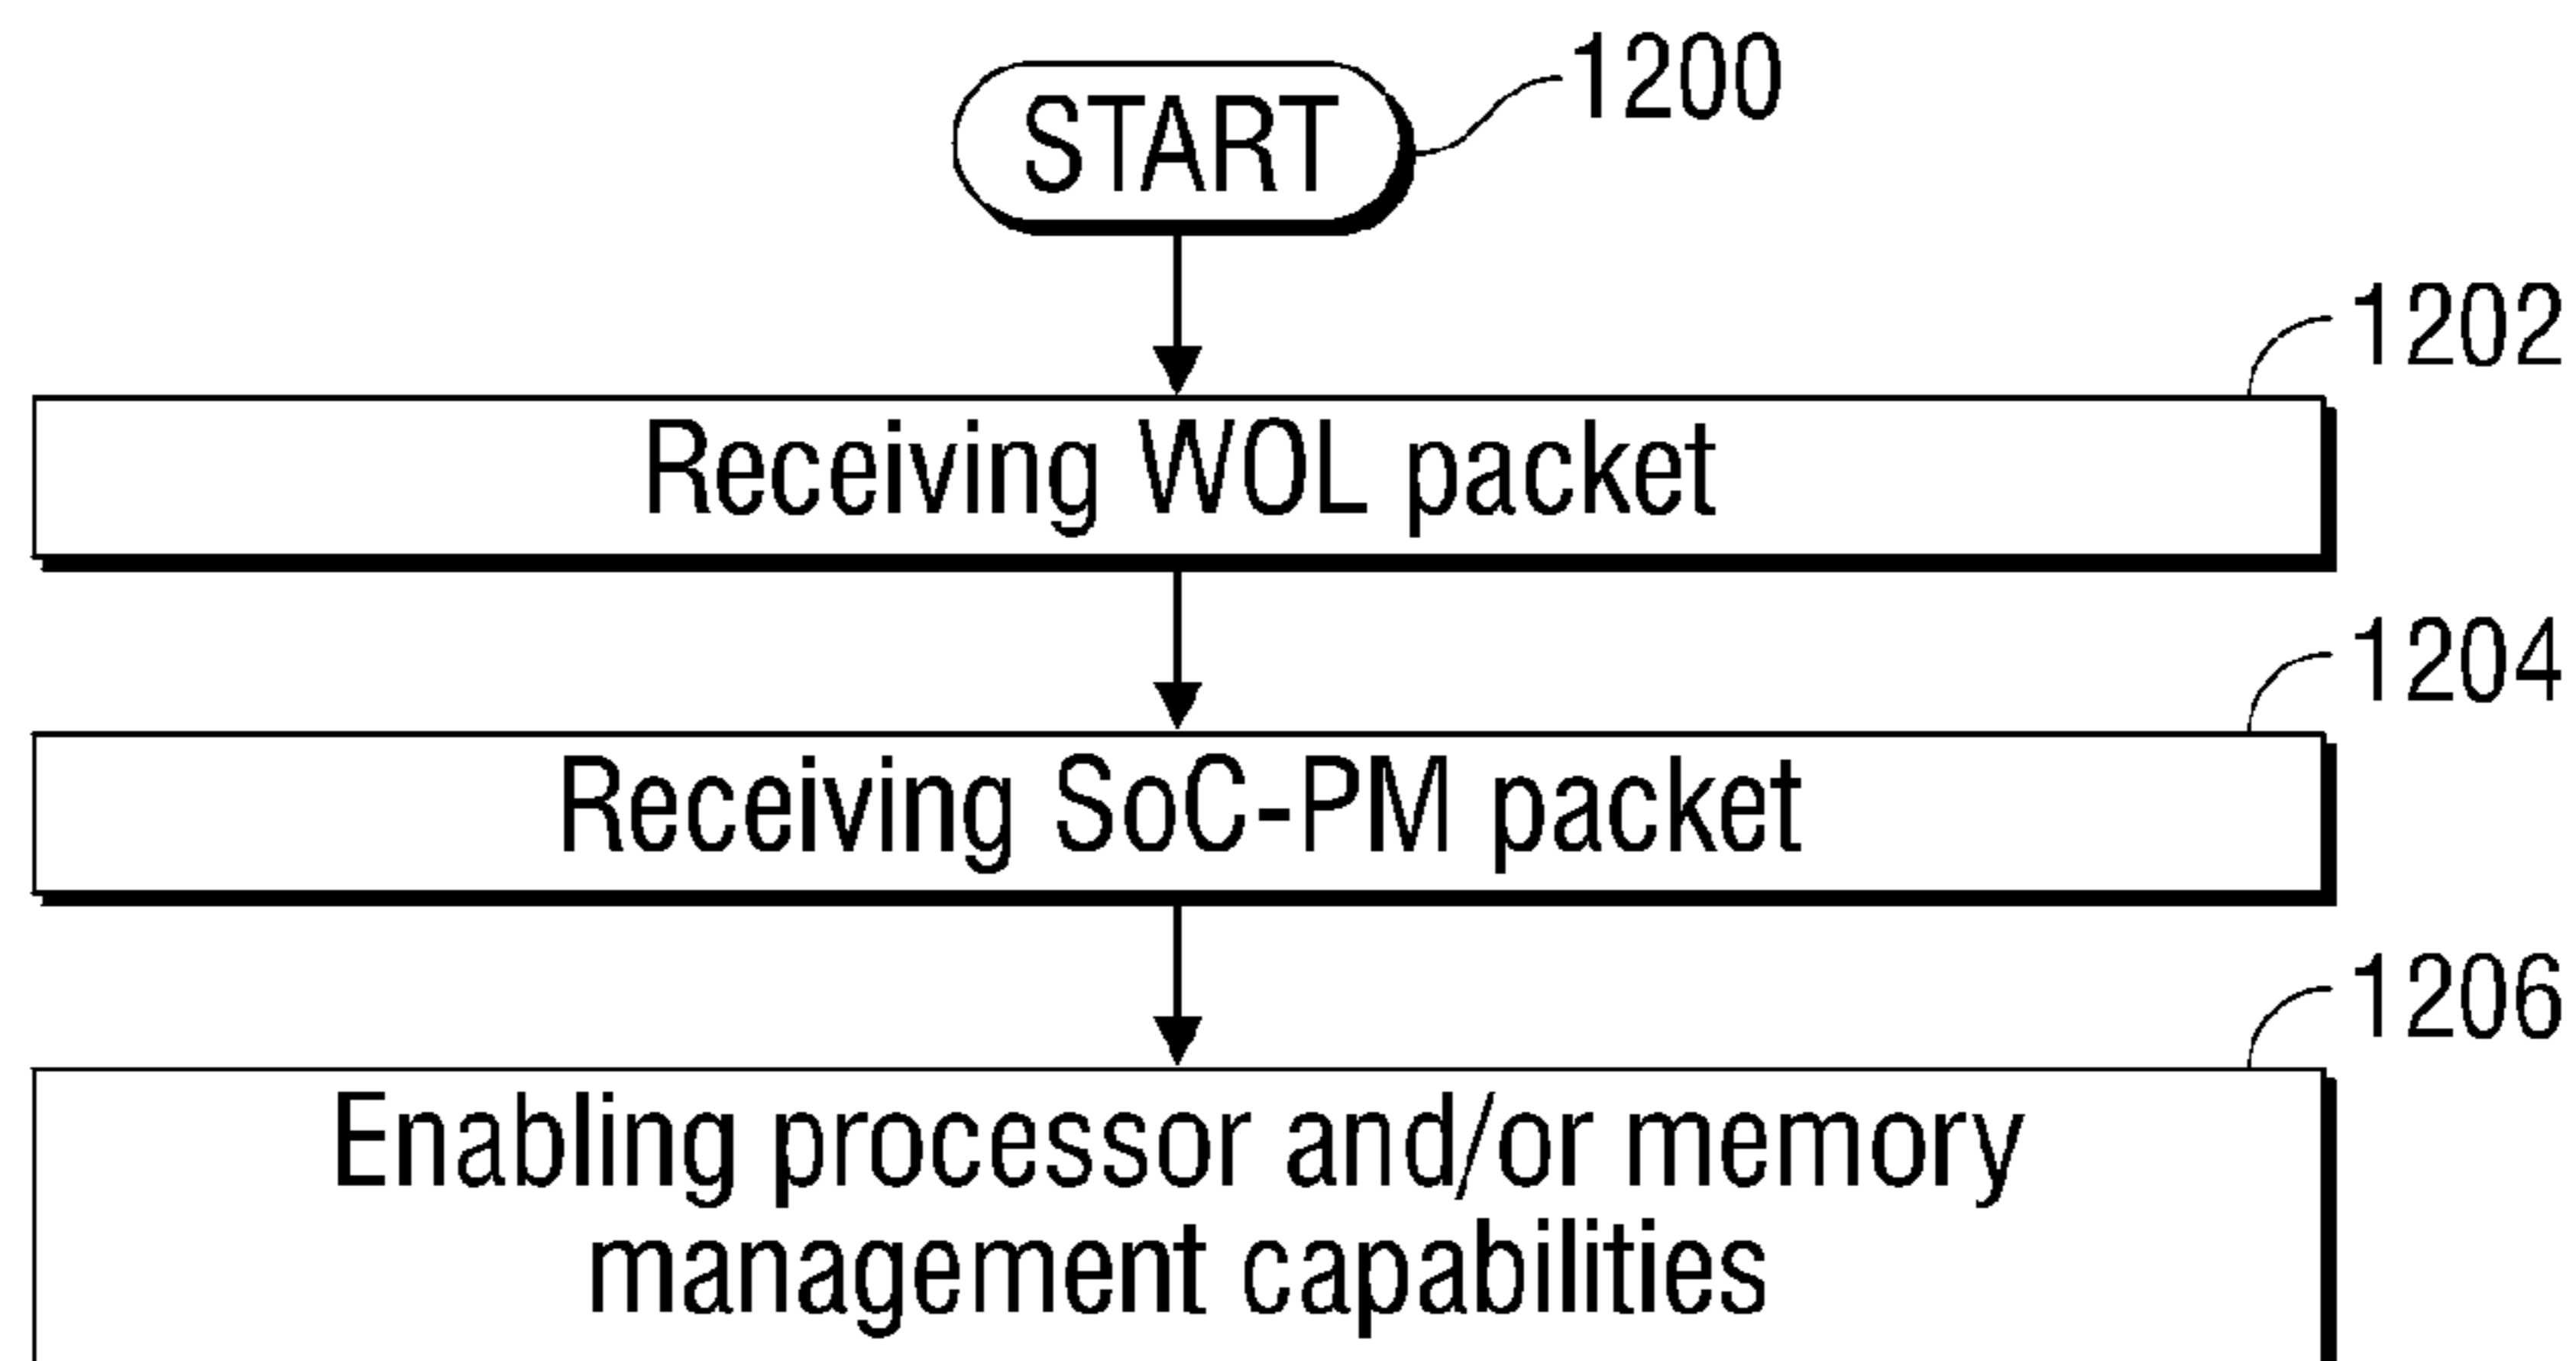 START
1200
1202
Receiving WOL packet
1204
Receiving SoC-PM packet
1206
Enabling processor and/or memory
management capabilities